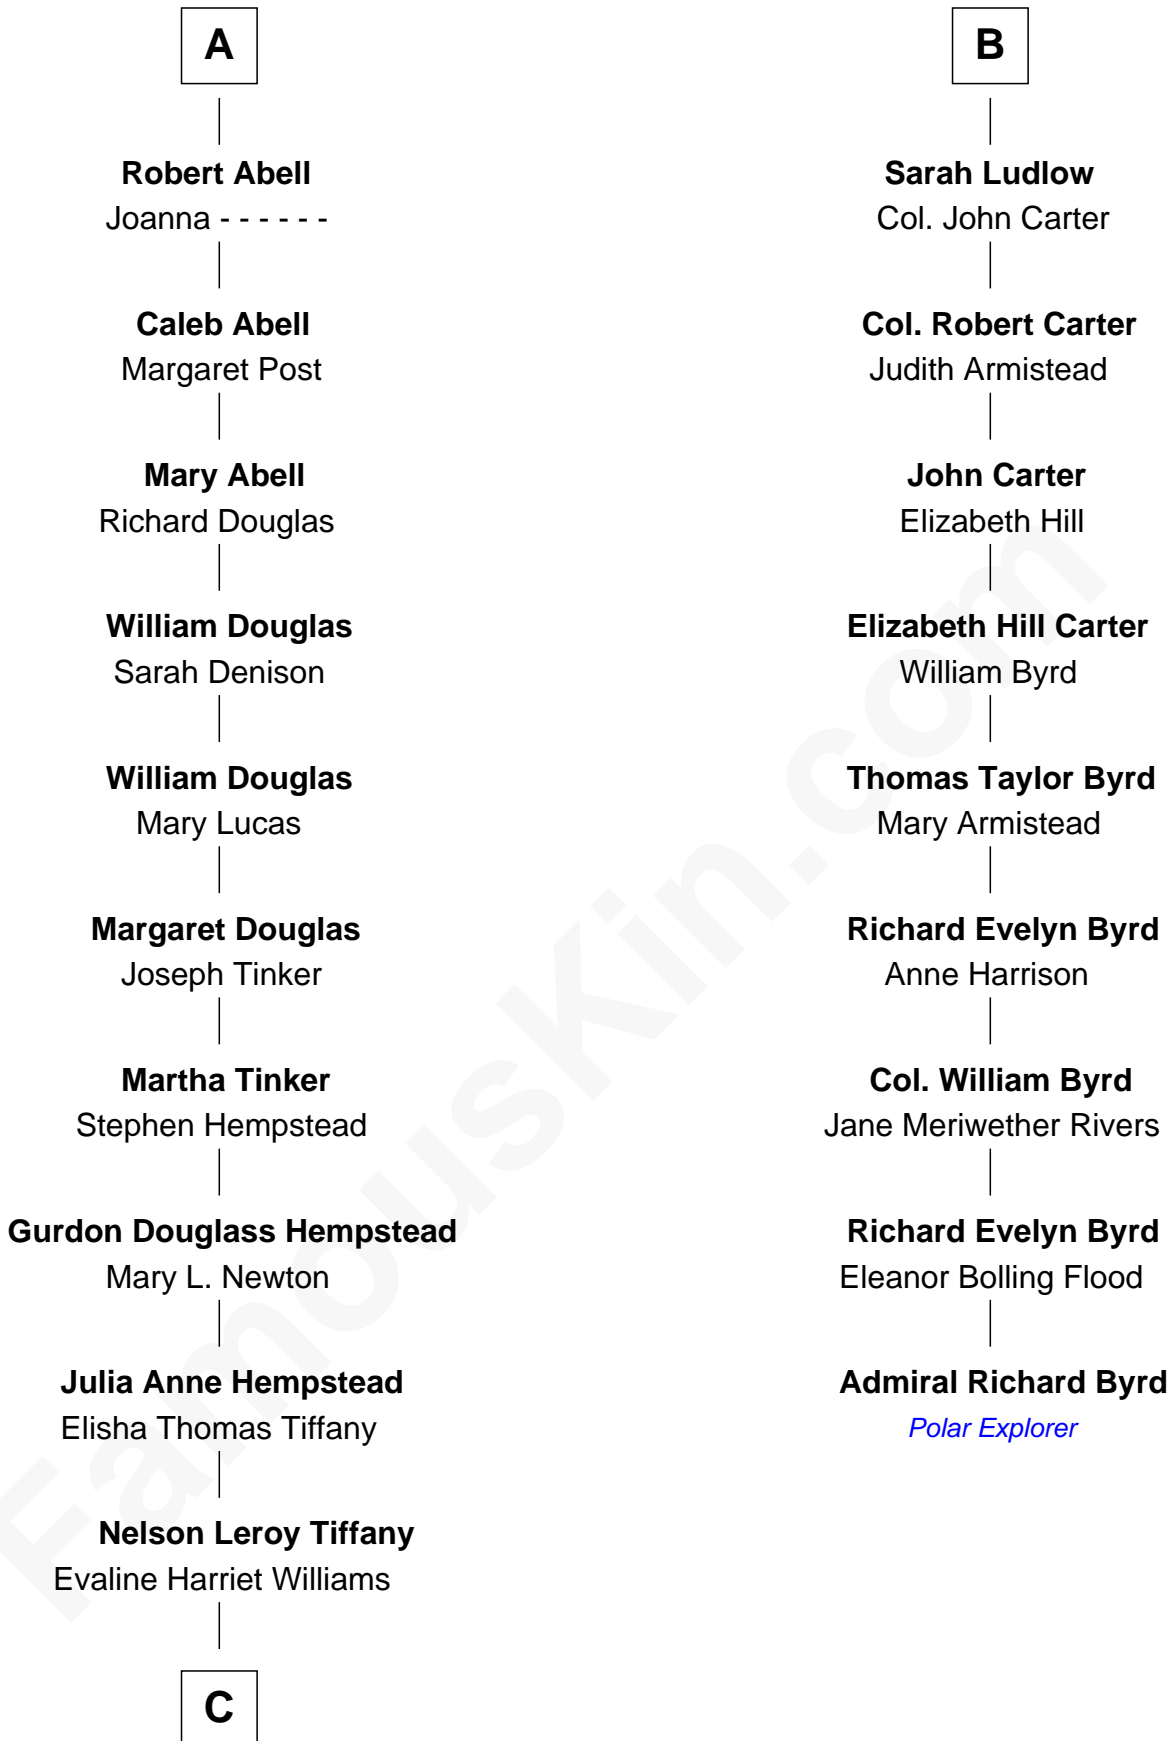 A
Robert Abell
Joanna - - - - - -
Caleb Abell
Margaret Post
Mary Abell
Richard Douglas
William Douglas
Sarah Denison
William Douglas
Mary Lucas
Margaret Douglas
Joseph Tinker
Martha Tinker
Stephen Hempstead
Gurdon Douglass Hempstead
Mary L. Newton
Julia Anne Hempstead
Elisha Thomas Tiffany
Nelson Leroy Tiffany
Evaline Harriet Williams
C
B
Sarah Ludlow
Col. John Carter
Col. Robert Carter
Judith Armistead
John Carter
Elizabeth Hill
Elizabeth Hill Carter
William Byrd
Thomas Taylor Byrd
Mary Armistead
Richard Evelyn Byrd
Anne Harrison
Col. William Byrd
Jane Meriwether Rivers
Richard Evelyn Byrd
Eleanor Bolling Flood
Admiral Richard Byrd
Polar Explorer
FamousKin.com